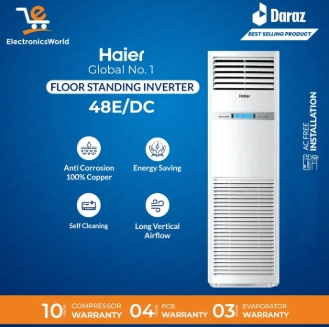 ElectronicsWorld
Daraz
BEST SELLING PRODUCT
Haier
Global No. 1
FLOOR STANDING INVERTER
48E/DC
Haier
Anti Corrosion
100% Copper
Energy Saving
Self Cleaning
Long Vertical
Airflow
AC FREE
INSTALLATION
10 COMPRESSOR WARRANTY
04 PCB WARRANTY
03 EVAPORATOR WARRANTY